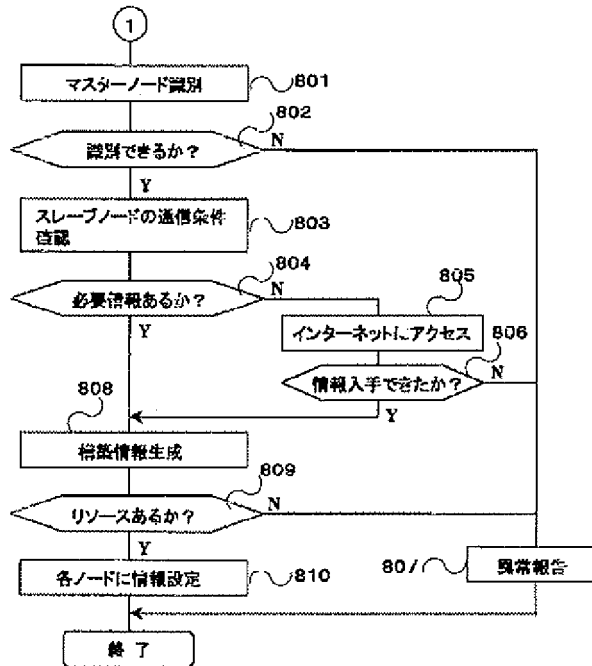 1
マスターノード識別
801
802
識別できるか？
N
Y
スレーブノードの通信条件
確認
803
804
必要情報あるか？
N
Y
805
インターネットにアクセス
806
情報入手できたか？
N
Y
808
構築情報生成
809
リソースあるか？
N
Y
各ノードに情報設定
810
807
異常報告
終了